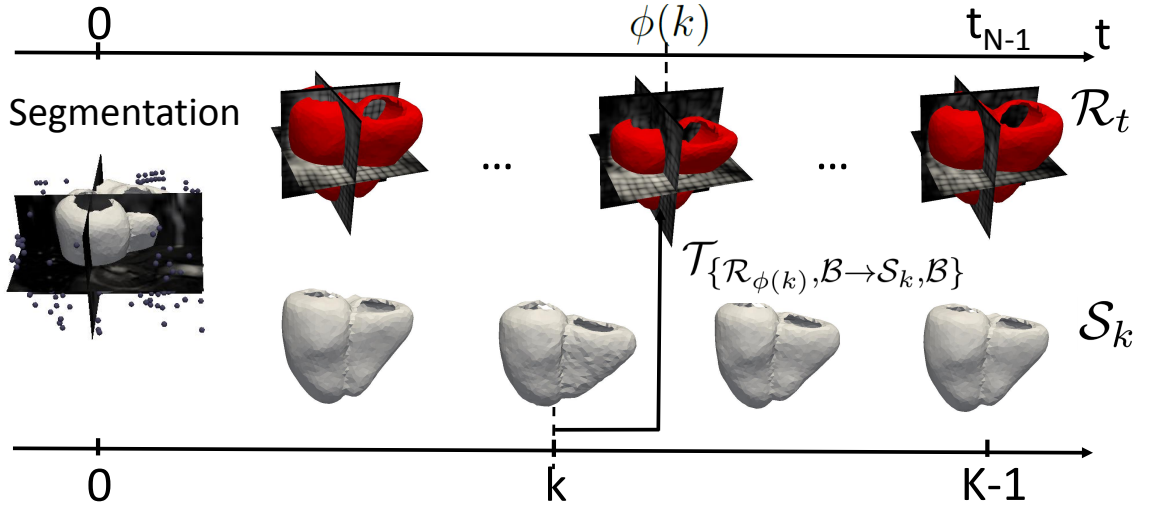 0 ϕ(k) t_{N-1} t
Segmentation
ℛ_t
... ...
𝒯_{{ℛ_{ϕ(k)},ℬ→𝒮_k,ℬ}}
𝒮_k
0 k K-1